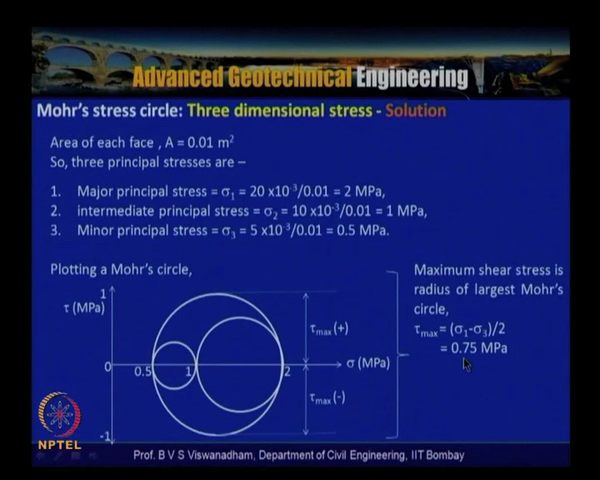 Advanced Geotechnical Engineering
Mohr's stress circle: Three dimensional stress - Solution
Area of each face , A = 0.01 m²
So, three principal stresses are –
1. Major principal stress = σ₁ = 20 x10⁻³/0.01 = 2 MPa,
2. intermediate principal stress = σ₂ = 10 x10⁻³/0.01 = 1 MPa,
3. Minor principal stress = σ₃ = 5 x10⁻³/0.01 = 0.5 MPa.
Plotting a Mohr's circle,
1
τ (MPa)
τmax(+)
0
0.5
1
2
σ (MPa)
τmax(-)
-1
Maximum shear stress is
radius of largest Mohr's
circle,
τmax = (σ₁-σ₃)/2
= 0.75 MPa
NPTEL
Prof. B V S Viswanadham, Department of Civil Engineering, IIT Bombay